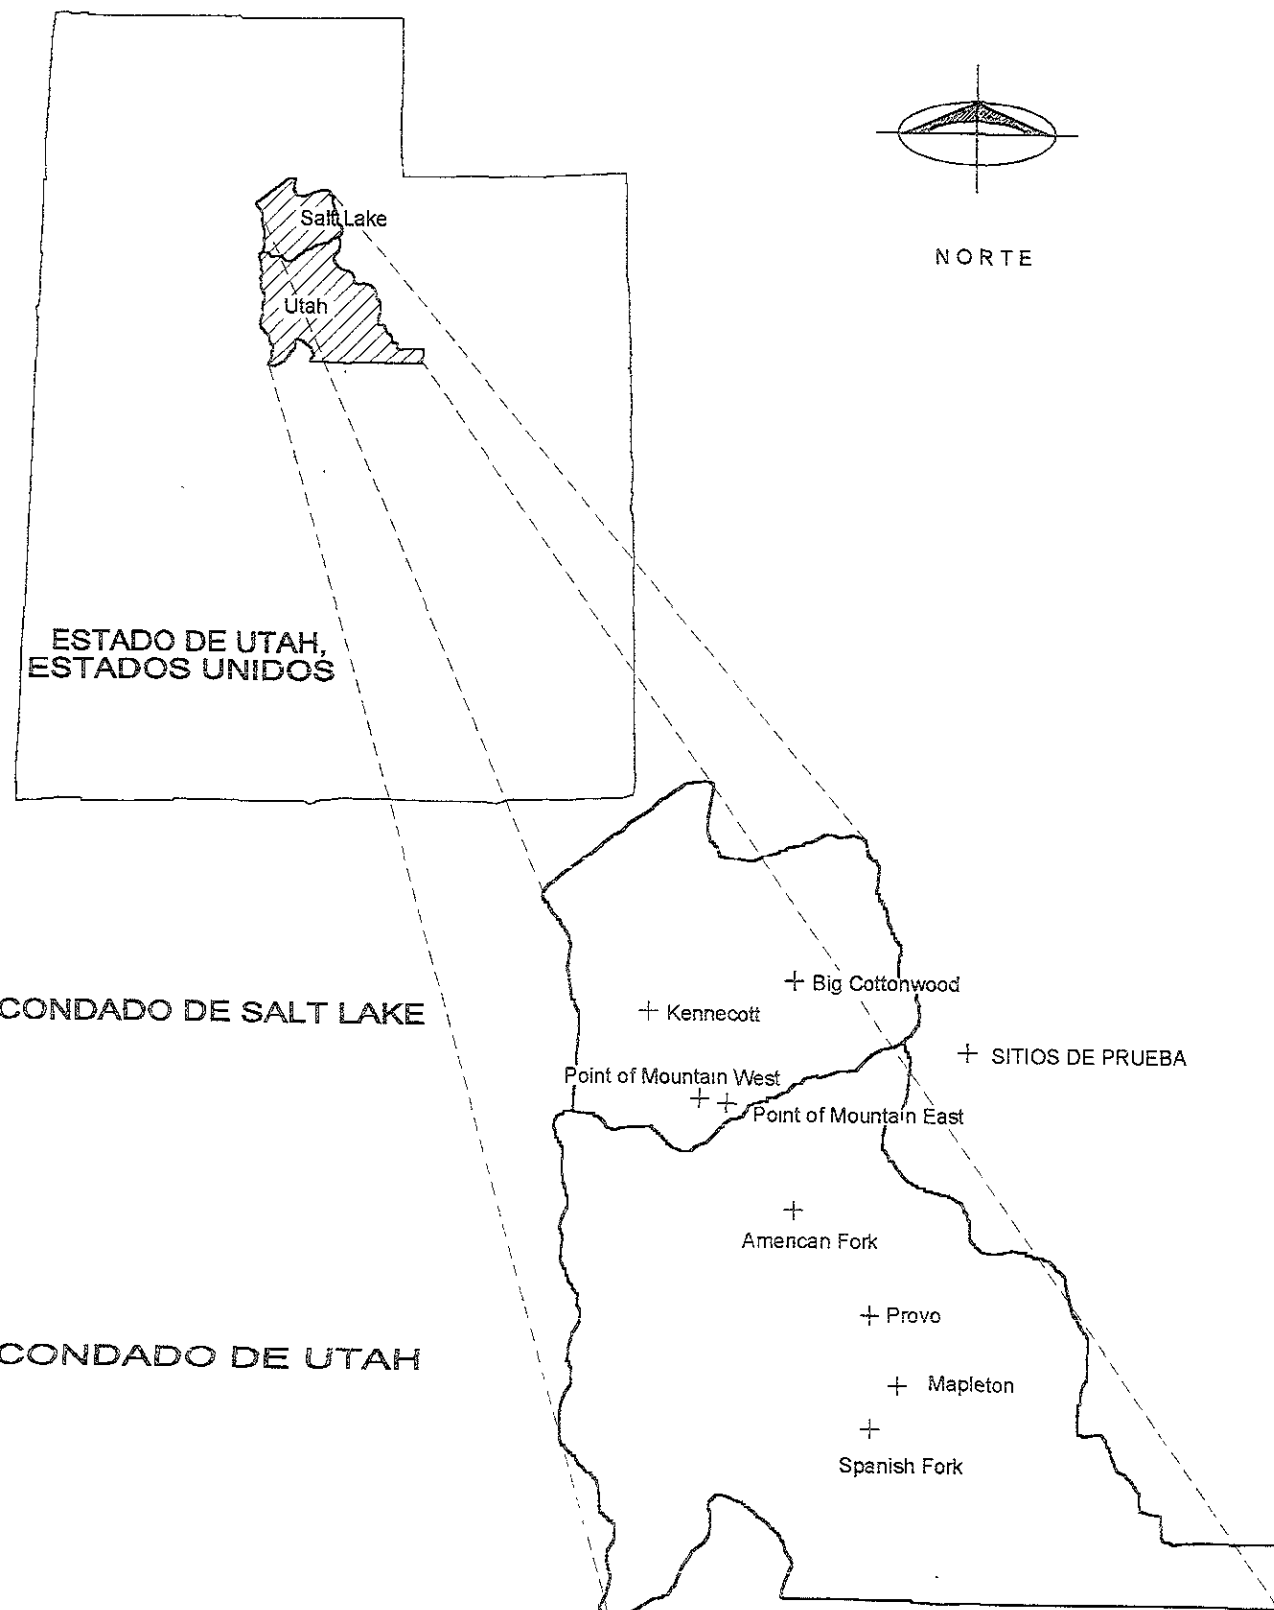 NORTE
Salt Lake
Utah
ESTADO DE UTAH,
ESTADOS UNIDOS
CONDADO DE SALT LAKE
Big Cottonwood
Kennecott
SITIOS DE PRUEBA
Point of Mountain West
Point of Mountain East
American Fork
Provo
CONDADO DE UTAH
Mapleton
Spanish Fork